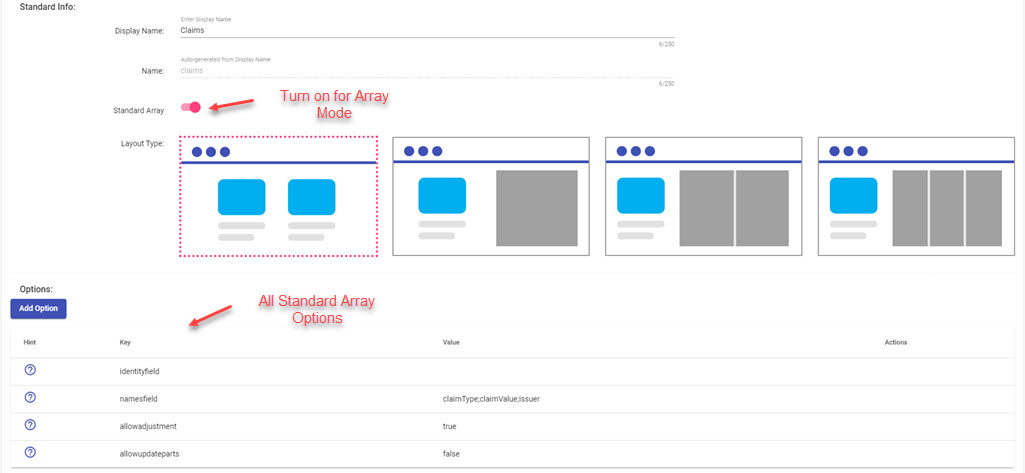 Standard Info:
Enter Display Name
Display Name: Claims
6/250
Auto-generated from Display Name
Name: claims
6/250
Standard Array
Turn on for Array
Mode
Layout Type:
Options:
Add Option
All Standard Array
Options
Hint Key Value Actions
identityfield
namesfield claimType;claimValue;issuer
allowadjustment true
allowupdateparts false